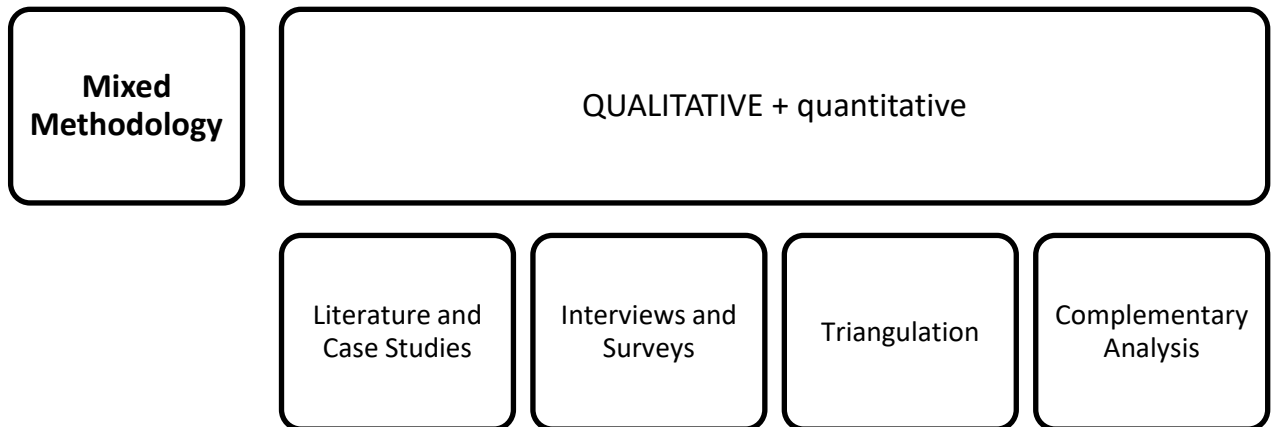 Mixed
Methodology
QUALITATIVE + quantitative
Literature and
Case Studies
Interviews and
Surveys
Triangulation
Complementary
Analysis